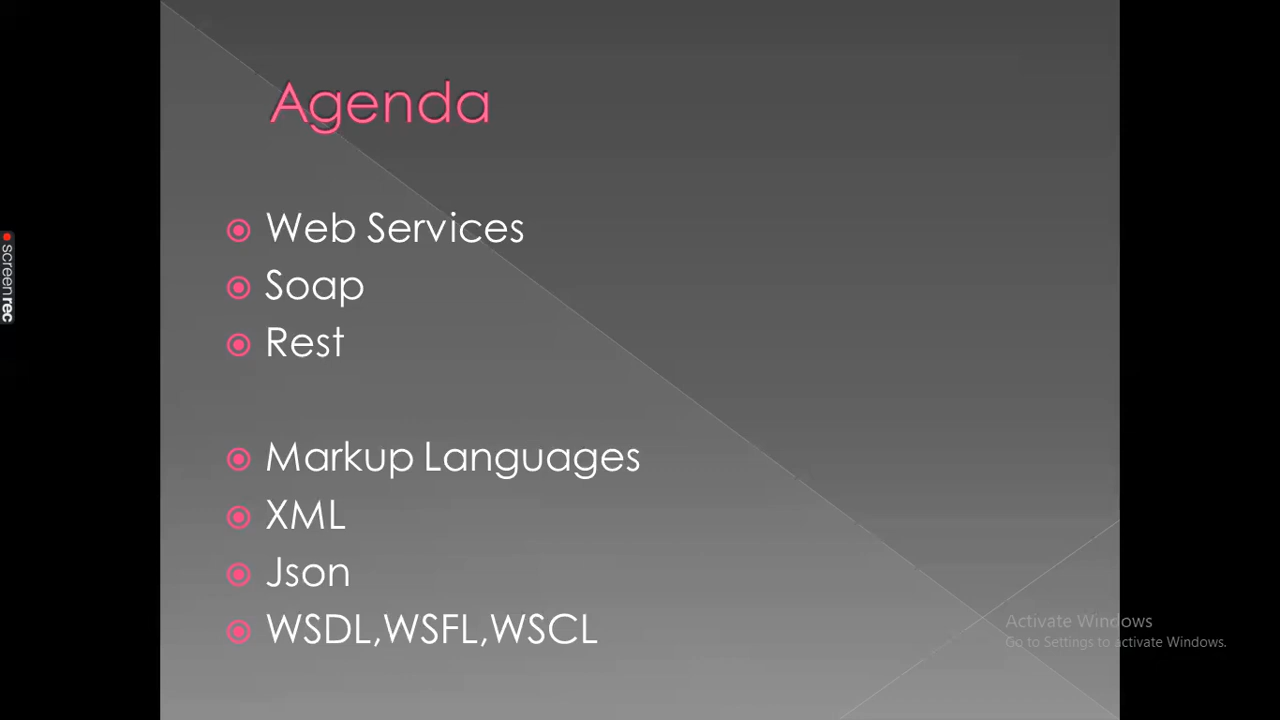 Agenda
Web Services
Soap
Rest
Markup Languages
XML
Json
WSDL,WSFL,WSCL
screenrec
Activate Windows
Go to Settings to activate Windows.